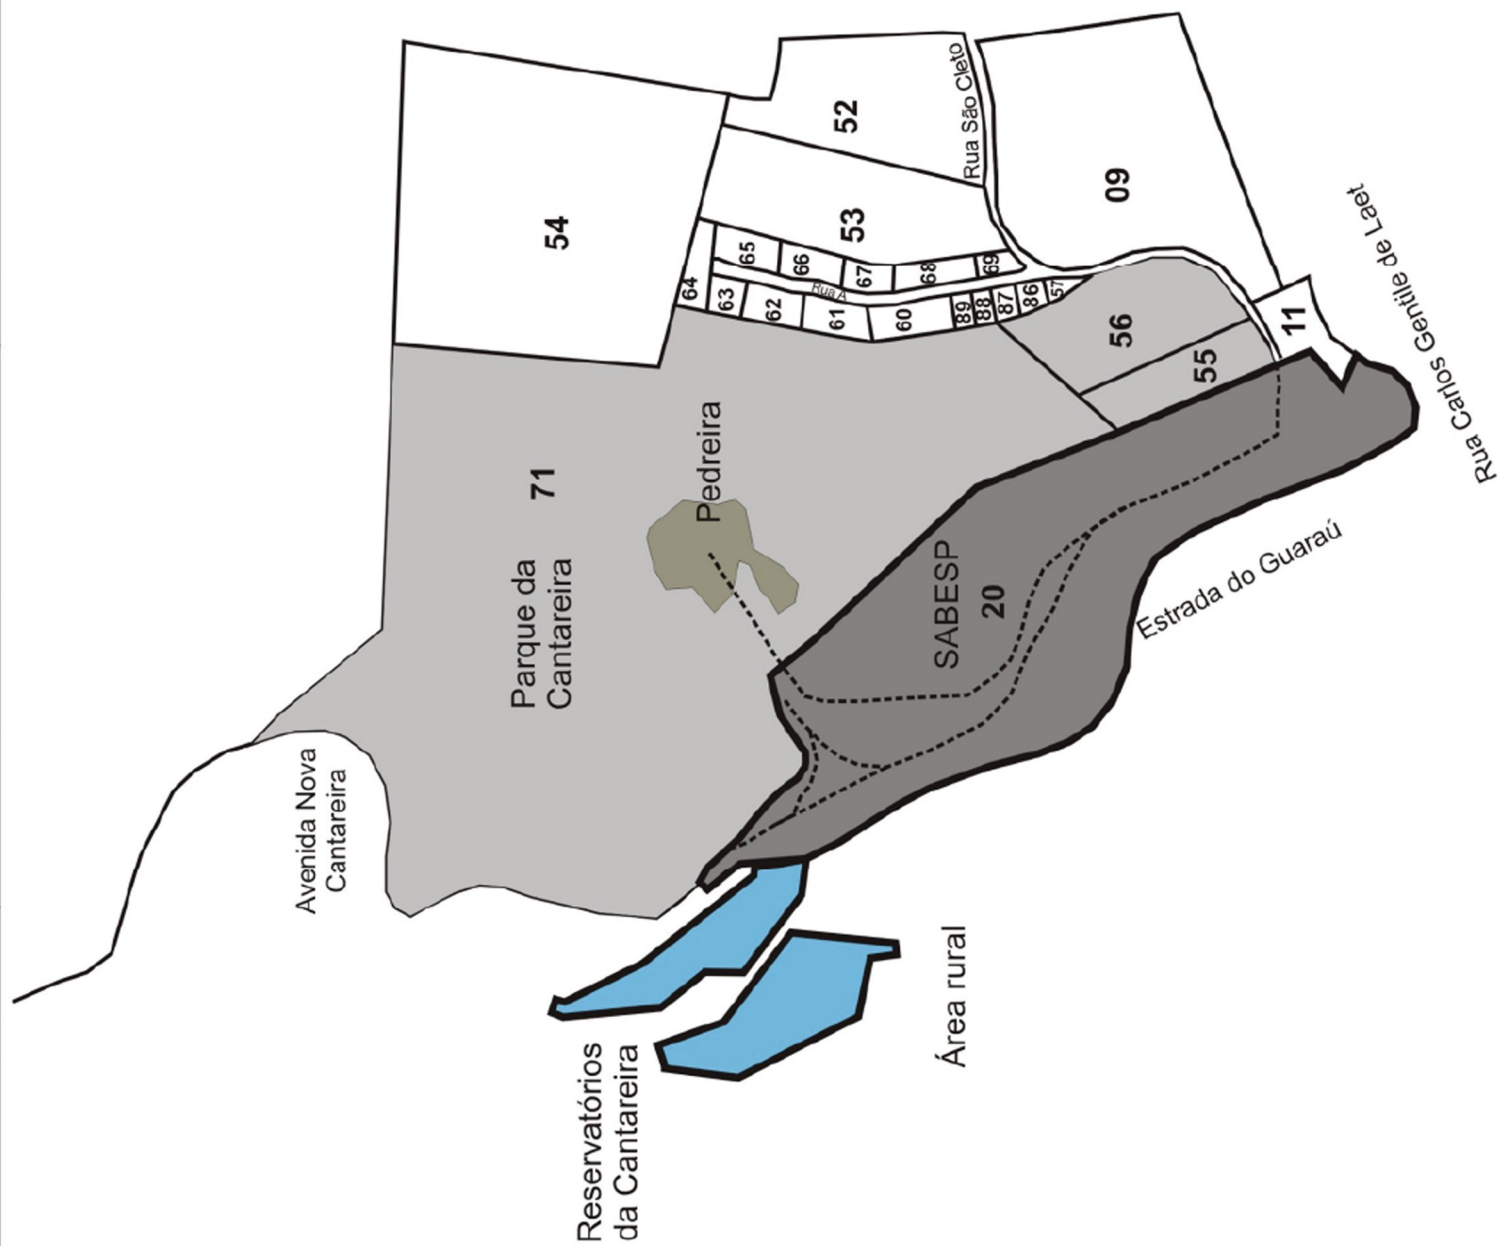 Reservatórios
da Cantareira
Área rural
Avenida Nova
Cantareira
Parque da
Cantareira
71
Pedreira
SABESP
20
Estrada do Guaraú
Rua Carlos Gentile de Laet
54
52
53
Rua São Cleto
09
11
56
55
64
63
62
61
60
89
88
87
86
57
Rua A
65
66
67
68
69